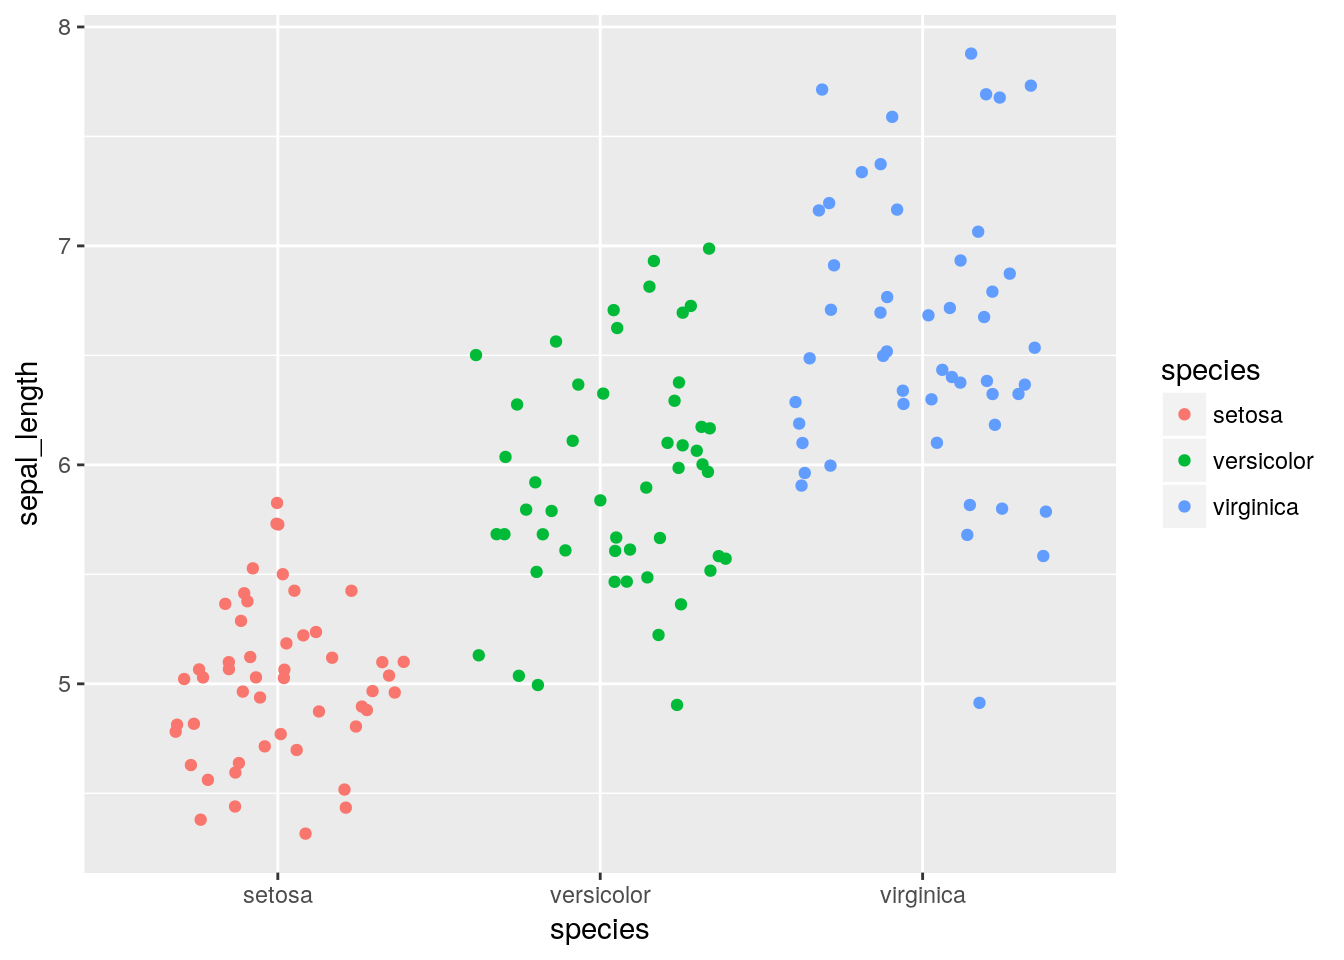 8
7
6
5
sepal_length
setosa
versicolor
virginica
species
species
setosa
versicolor
virginica